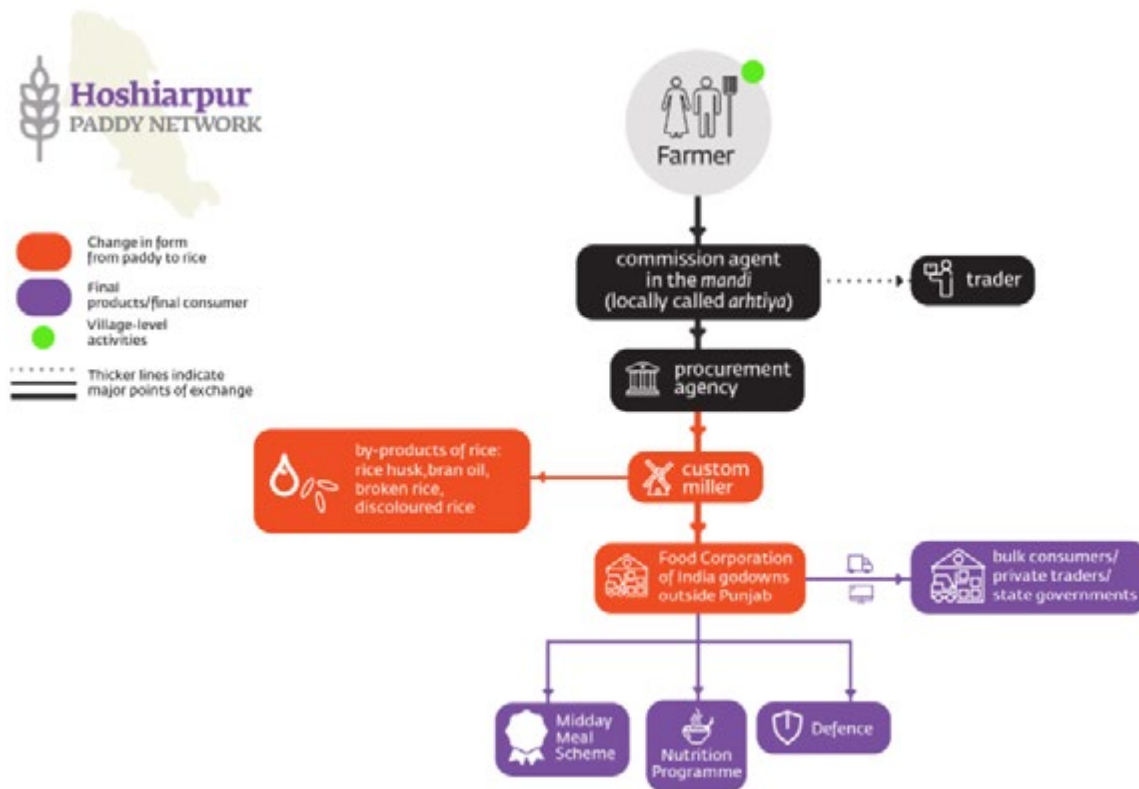 Hoshiarpur
PADDY NETWORK
Change in form
from paddy to rice
Final
products/final consumer
Village-level
activities
Thicker lines indicate
major points of exchange
Farmer
commission agent
in the mandi
(locally called arhtiya)
trader
procurement
agency
by-products of rice:
rice husk,bran oil,
broken rice,
discoloured rice
custom
miller
Food Corporation
of India godowns
outside Punjab
bulk consumers/
private traders/
state governments
Midday
Meal
Scheme
Nutrition
Programme
Defence